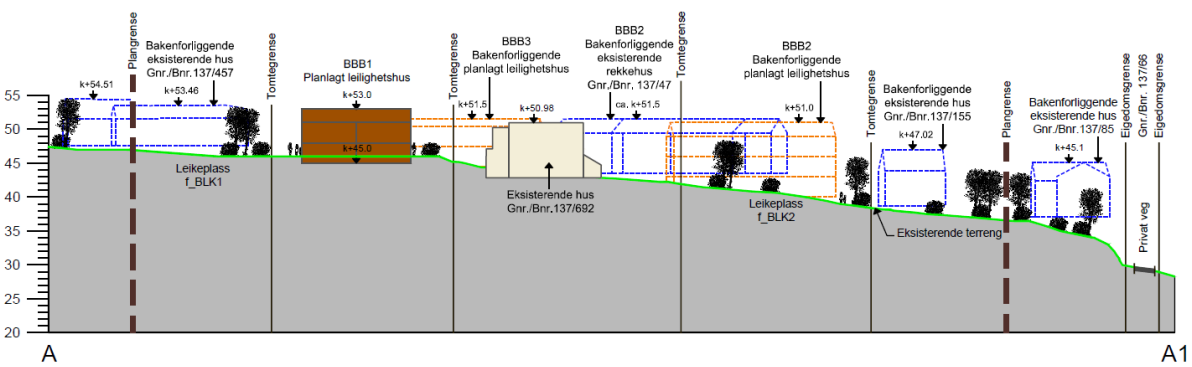 Plangrense
k+54.51
Bakenforliggende
eksisterende hus
Gnr./Bnr.137/457
k+53.46
Tomtegrense
BBB1
Planlagt leilighetshus
k+53.0
k+45.0
Tomtegrense
BBB3
Bakenforliggende
planlagt leilighetshus
k+51.5
k+50.98
BBB2
Bakenforliggende
eksisterende
rekkehus
Gnr./Bnr, 137/47
ca. k+51.5
Tomtegrense
BBB2
Bakenforliggende
planlagt leilighetshus
k+51.0
Tomtegrense
Bakenforliggende
eksisterende hus
Gnr./Bnr.137/155
k+47.02
Plangrense
Bakenforliggende
eksisterende hus
Gnr./Bnr.137/85
k+45.1
Eigedomsgrense
Gnr./Bnr. 137/66
Eigedomsgrense
Privat veg
Leikeplass
f_BLK1
Eksisterende hus
Gnr./Bnr.137/692
Leikeplass
f_BLK2
Eksisterende terreng
55
50
45
40
35
30
25
20
A
A1